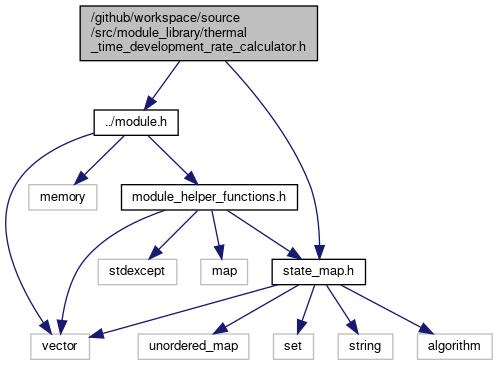 /github/workspace/source
/src/module_library/thermal
_time_development_rate_calculator.h
../module.h
memory
module_helper_functions.h
stdexcept
map
state_map.h
vector
unordered_map
set
string
algorithm